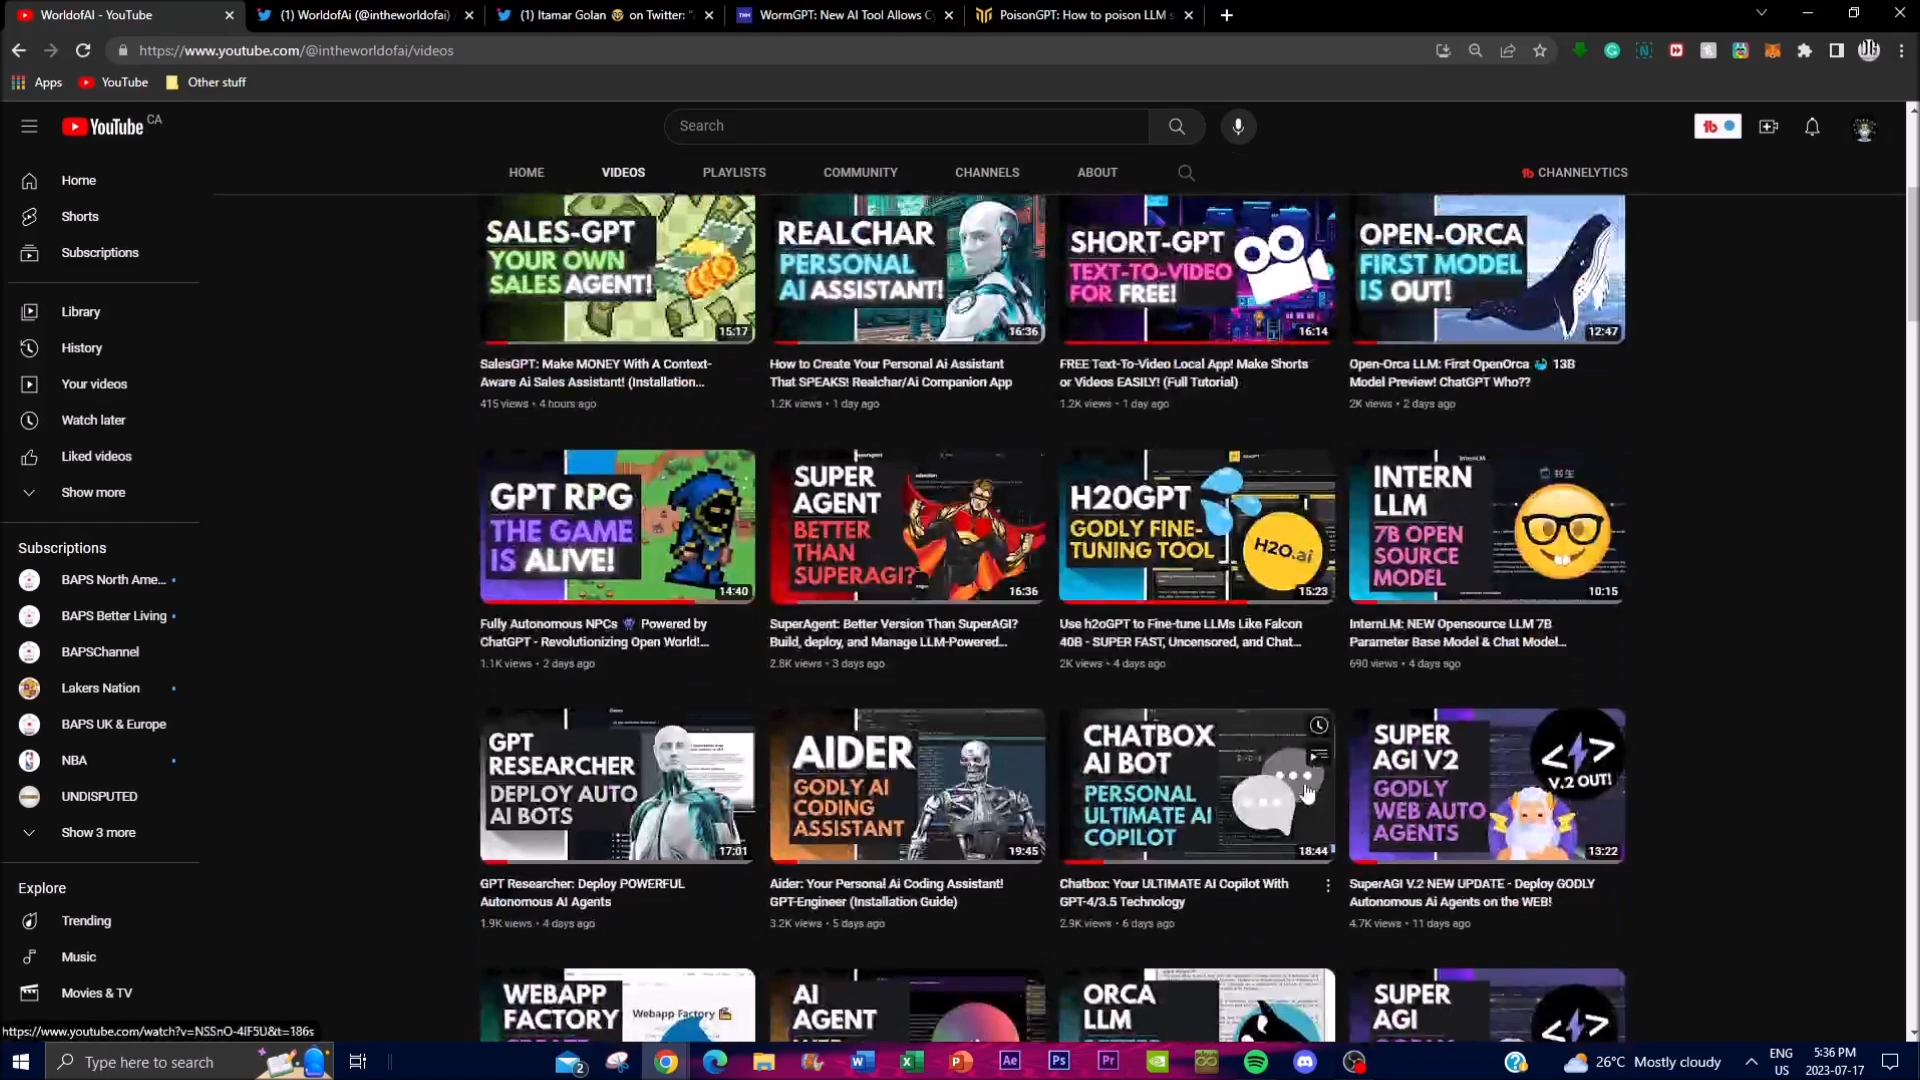 WorldofAi - YouTube
(1) WorldofAi (@intheworldofai)
(1) Itamar Golan 🤓 on Twitter: "
WormGPT: New AI Tool Allows C
PoisonGPT: How to poison LLM s
https://www.youtube.com/@intheworldofai/videos
Apps
YouTube
Other stuff
YouTube CA
Search
HOME
VIDEOS
PLAYLISTS
COMMUNITY
CHANNELS
ABOUT
CHANNELYTICS
Home
Shorts
Subscriptions
Library
History
Your videos
Watch later
Liked videos
Show more
Subscriptions
BAPS North Ame...
BAPS Better Living
BAPSChannel
Lakers Nation
BAPS UK & Europe
NBA
UNDISPUTED
Show 3 more
Explore
Trending
Music
Movies & TV
SALES-GPT
YOUR OWN
SALES AGENT!
15:17
SalesGPT: Make MONEY With A Context-
Aware Ai Sales Assistant! (Installation...
415 views • 4 hours ago
REALCHAR
PERSONAL
AI ASSISTANT!
16:36
How to Create Your Personal Ai Assistant
That SPEAKS! Realchar/Ai Companion App
1.2K views • 1 day ago
SHORT-GPT
TEXT-TO-VIDEO
FOR FREE!
16:14
FREE Text-To-Video Local App! Make Shorts
or Videos EASILY! (Full Tutorial)
1.2K views • 1 day ago
OPEN-ORCA
FIRST MODEL
IS OUT!
12:47
Open-Orca LLM: First OpenOrca 🐳 13B
Model Preview! ChatGPT Who??
2K views • 2 days ago
GPT RPG
THE GAME
IS ALIVE!
14:40
Fully Autonomous NPCs 👾 Powered by
ChatGPT - Revolutionizing Open World!...
1.1K views • 2 days ago
SUPER
AGENT
BETTER
THAN
SUPERAGI?
16:36
SuperAgent: Better Version Than SuperAGI?
Build, deploy, and Manage LLM-Powered...
2.8K views • 3 days ago
H2OGPT
GODLY FINE-
TUNING TOOL
H2O.ai
15:23
Use h2oGPT to Fine-tune LLMs Like Falcon
40B - SUPER FAST, Uncensored, and Chat...
2K views • 4 days ago
INTERN
LLM
7B OPEN
SOURCE
MODEL
10:15
InternLM: NEW Opensource LLM 7B
Parameter Base Model & Chat Model...
690 views • 4 days ago
GPT
RESEARCHER
DEPLOY AUTO
AI BOTS
17:01
GPT Researcher: Deploy POWERFUL
Autonomous AI Agents
1.9K views • 4 days ago
AIDER
GODLY AI
CODING
ASSISTANT
19:45
Aider: Your Personal Ai Coding Assistant!
GPT-Engineer (Installation Guide)
3.2K views • 5 days ago
CHATBOX
AI BOT
PERSONAL
ULTIMATE AI
COPILOT
18:44
Chatbox: Your ULTIMATE AI Copilot With
GPT-4/3.5 Technology
2.9K views • 6 days ago
SUPER
AGI V2
GODLY
WEB AUTO
AGENTS
V.2 OUT!
13:22
SuperAGI V.2 NEW UPDATE - Deploy GODLY
Autonomous Ai Agents on the WEB!
4.7K views • 11 days ago
WEBAPP
FACTORY
Webapp Factory
AI
AGENT
ORCA
LLM
SUPER
AGI
https://www.youtube.com/watch?v=NSSnO-4lF5U&t=186s
Type here to search
2
26°C Mostly cloudy
ENG
US
5:36 PM
2023-07-17